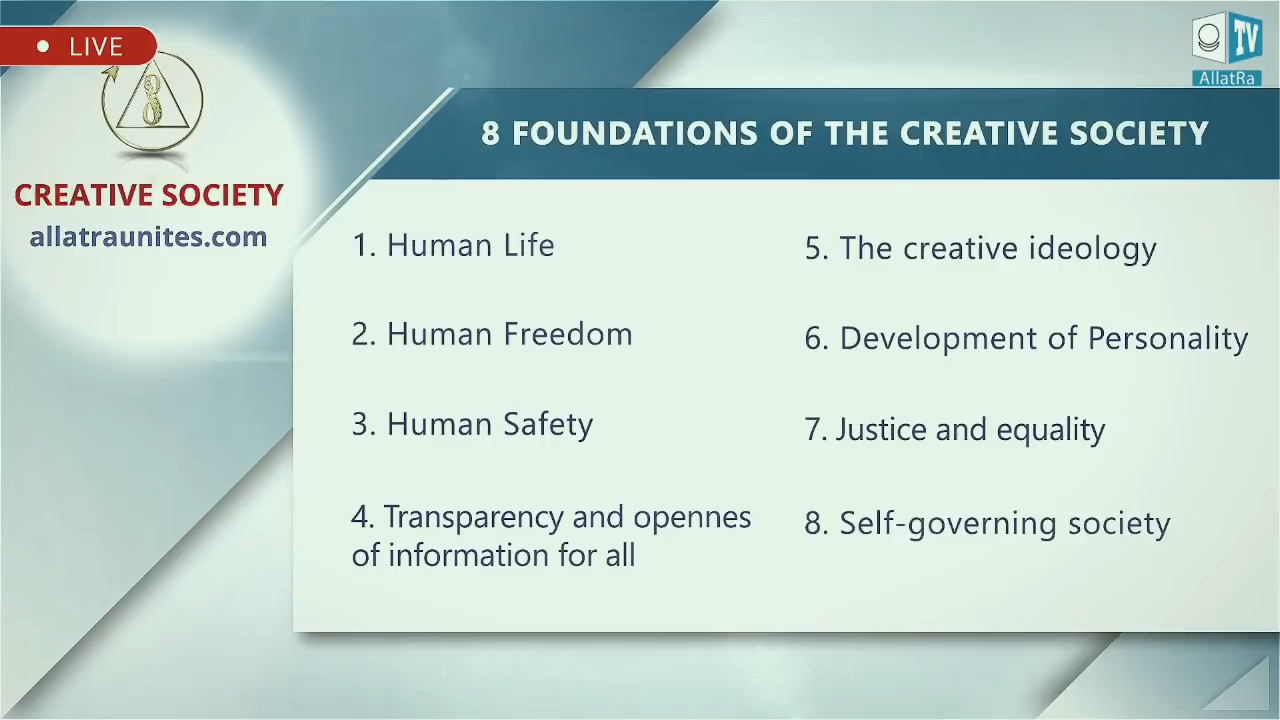 LIVE
TV
AllatRa
8
CREATIVE SOCIETY
allatraunites.com
8 FOUNDATIONS OF THE CREATIVE SOCIETY
1. Human Life
2. Human Freedom
3. Human Safety
4. Transparency and opennes
of information for all
5. The creative ideology
6. Development of Personality
7. Justice and equality
8. Self-governing society